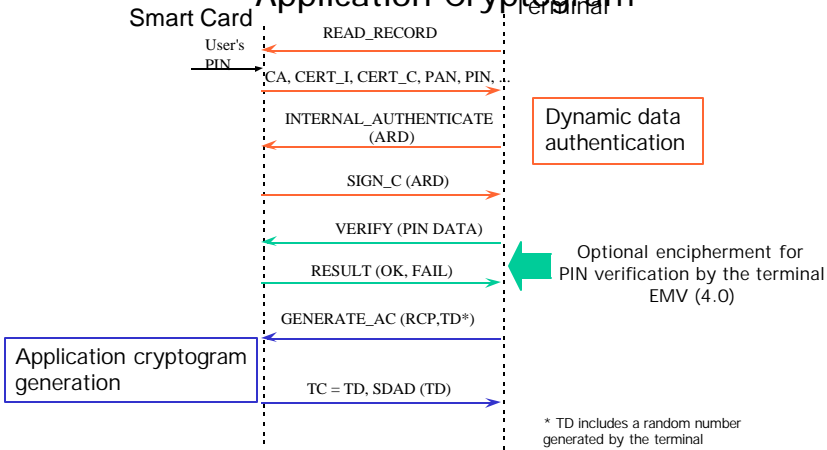 Application Cryptogram
Smart Card
Terminal
User's
PIN
READ_RECORD
CA, CERT_I, CERT_C, PAN, PIN, ...
INTERNAL_AUTHENTICATE
(ARD)
Dynamic data
authentication
SIGN_C (ARD)
VERIFY (PIN DATA)
RESULT (OK, FAIL)
Optional encipherment for
PIN verification by the terminal
EMV (4.0)
GENERATE_AC (RCP,TD*)
Application cryptogram
generation
TC = TD, SDAD (TD)
* TD includes a random number
generated by the terminal